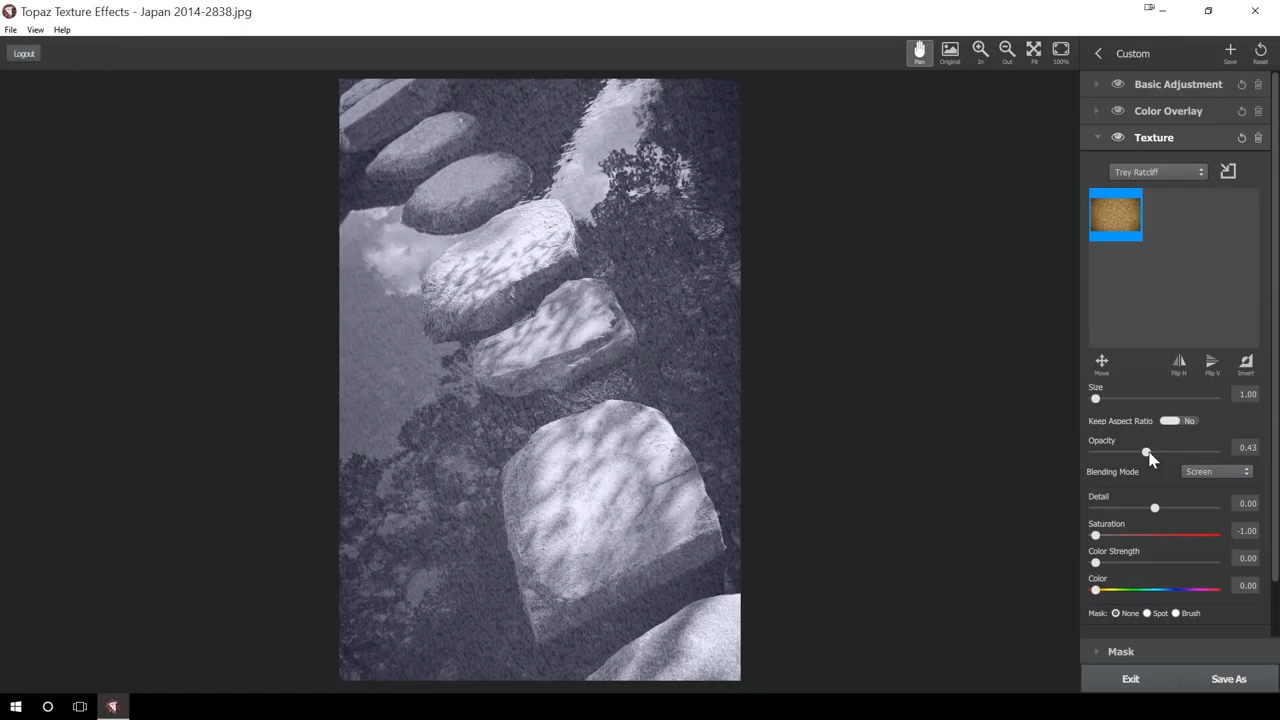 Topaz Texture Effects - Japan 2014-2838.jpg
File View Help
Logout
Pan Original In Out Fit 100%
Custom
Save Reset
Basic Adjustment
Color Overlay
Texture
Trey Ratcliff
Move Flip H Flip V Invert
Size
1.00
Keep Aspect Ratio No
Opacity
0.43
Blending Mode Screen
Detail
0.00
Saturation
-1.00
Color Strength
0.00
Color
0.00
Mask: None Spot Brush
Mask
Exit Save As